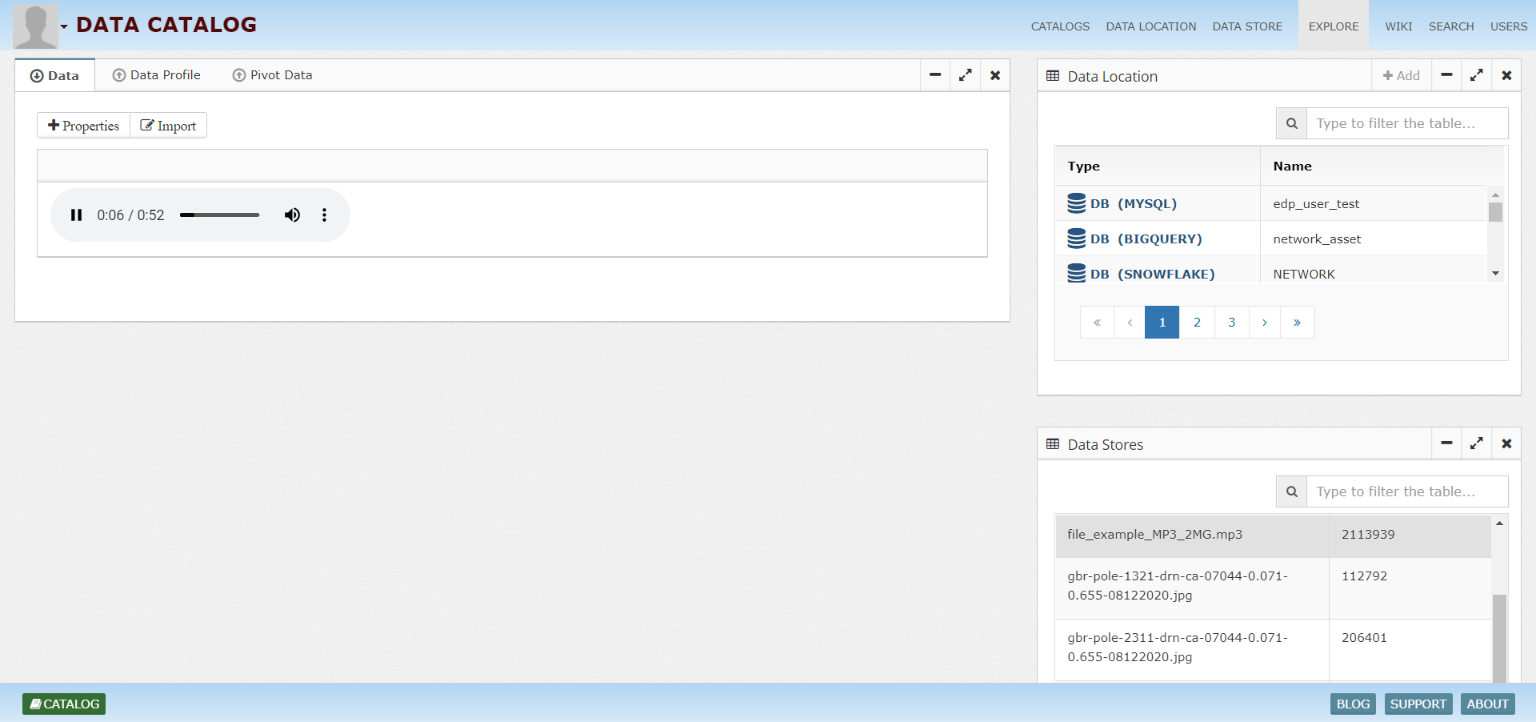 DATA CATALOG
CATALOGS DATA LOCATION DATA STORE EXPLORE WIKI SEARCH USERS
Data Data Profile Pivot Data
Properties Import
0:06 / 0:52
Data Location Add
Type to filter the table...
Type Name
DB (MYSQL) edp_user_test
DB (BIGQUERY) network_asset
DB (SNOWFLAKE) NETWORK
« ‹ 1 2 3 › »
Data Stores
Type to filter the table...
file_example_MP3_2MG.mp3 2113939
gbr-pole-1321-drn-ca-07044-0.071- 112792
0.655-08122020.jpg
gbr-pole-2311-drn-ca-07044-0.071- 206401
0.655-08122020.jpg
CATALOG BLOG SUPPORT ABOUT